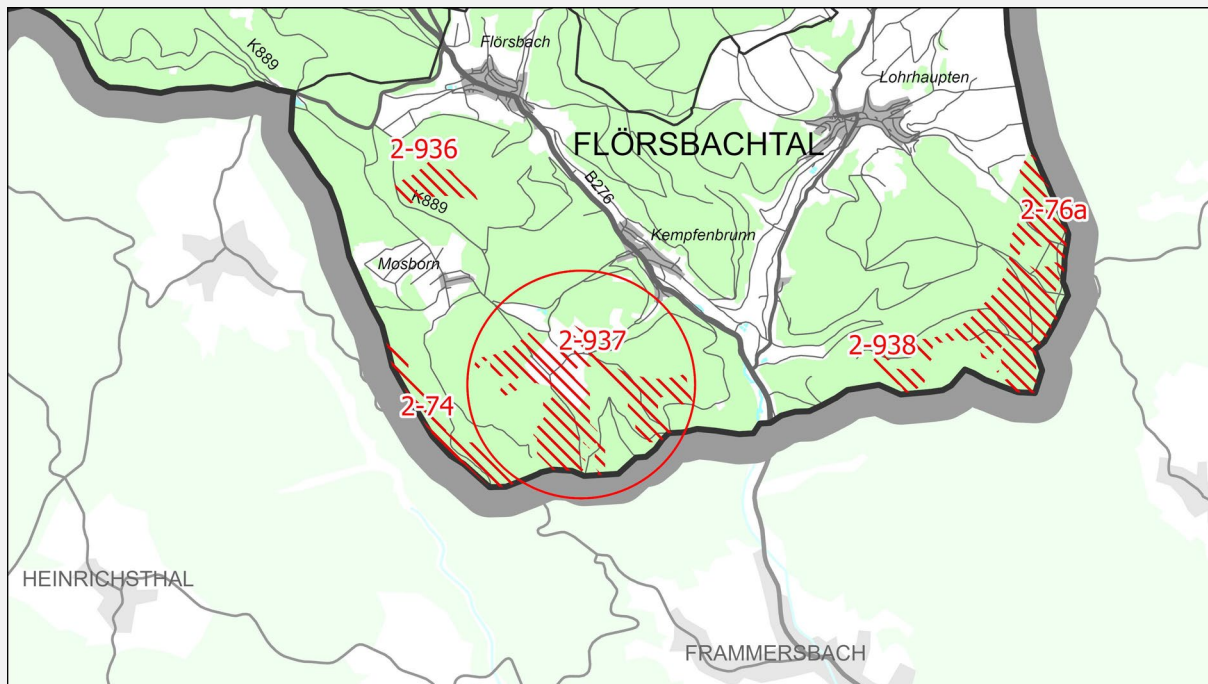 Flörsbach
K889
Lohrhaupten
FLÖRSBACHTAL
2-936
B276
K889
2-76a
Kempfenbrunn
Mosborn
2-937
2-938
2-74
HEINRICHSTHAL
FRAMMERSBACH